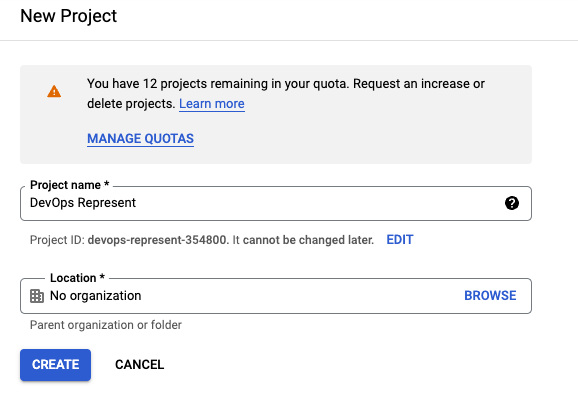 New Project
You have 12 projects remaining in your quota. Request an increase or
delete projects. Learn more
MANAGE QUOTAS
Project name *
DevOps Represent
Project ID: devops-represent-354800. It cannot be changed later. EDIT
Location *
No organization BROWSE
Parent organization or folder
CREATE CANCEL